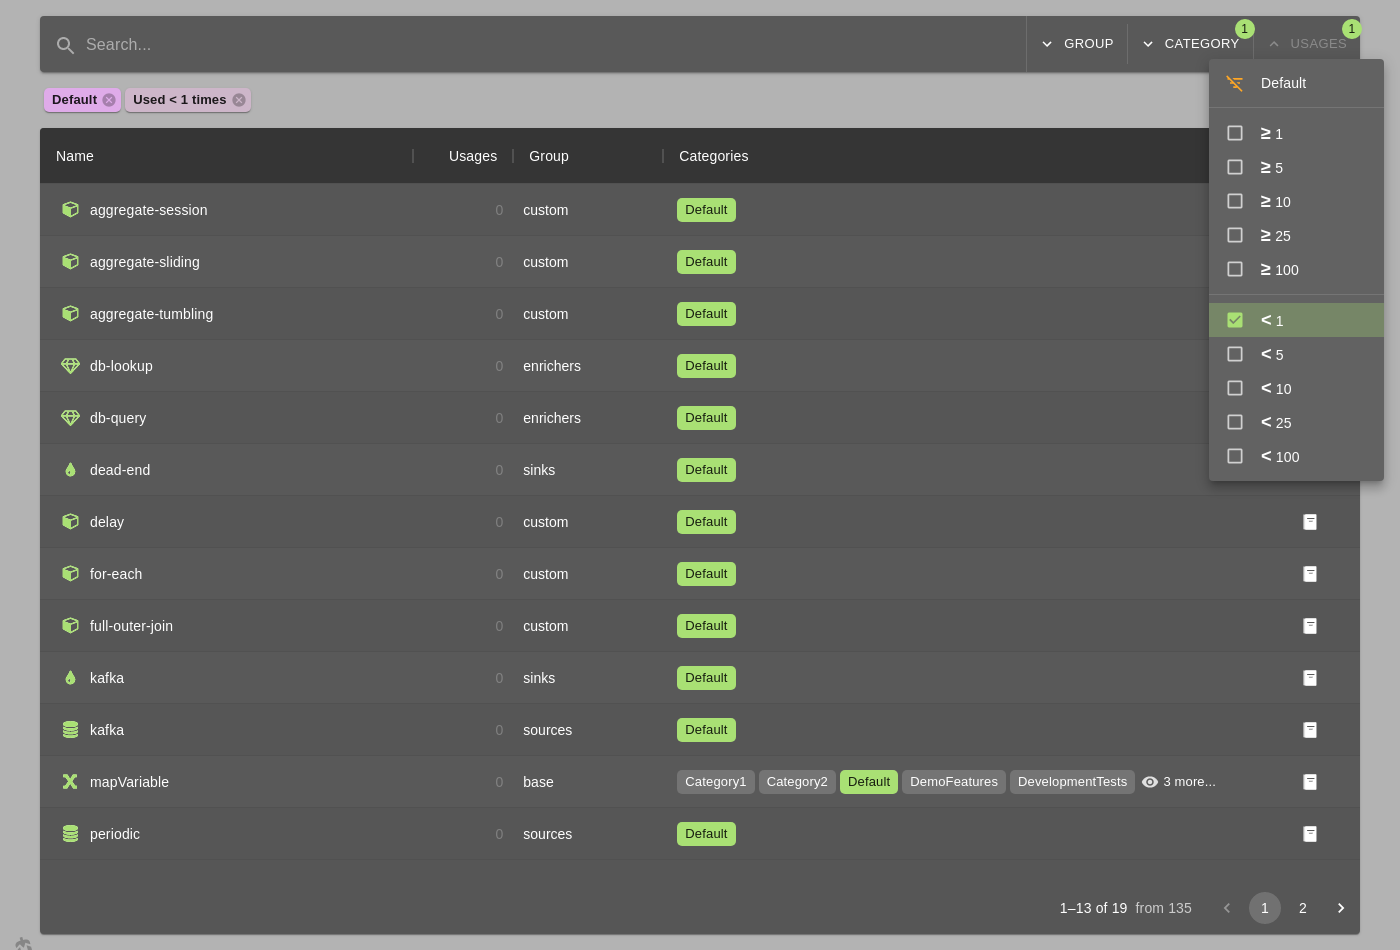 Search...
GROUP
CATEGORY
1
USAGES
1
Default
Used < 1 times
Default
≥ 1
≥ 5
≥ 10
≥ 25
≥ 100
< 1
< 5
< 10
< 25
< 100
Name Usages Group Categories
aggregate-session 0 custom Default
aggregate-sliding 0 custom Default
aggregate-tumbling 0 custom Default
db-lookup 0 enrichers Default
db-query 0 enrichers Default
dead-end 0 sinks Default
delay 0 custom Default
for-each 0 custom Default
full-outer-join 0 custom Default
kafka 0 sinks Default
kafka 0 sources Default
mapVariable 0 base Category1 Category2 Default DemoFeatures DevelopmentTests 3 more...
periodic 0 sources Default
1–13 of 19 from 135 1 2